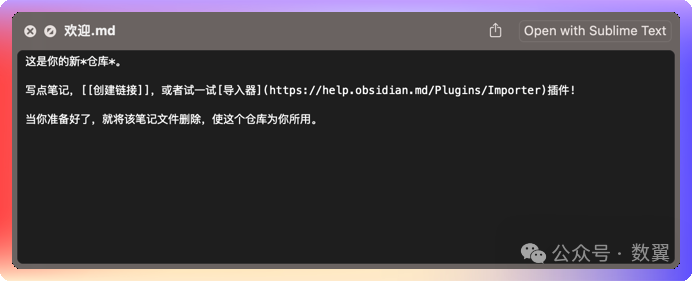 欢迎.md
Open with Sublime Text
这是你的新*仓库*。
写点笔记，[[创建链接]]，或者试一试[导入器](https://help.obsidian.md/Plugins/Importer)插件!
当你准备好了，就将该笔记文件删除，使这个仓库为你所用。
公众号 · 数翼